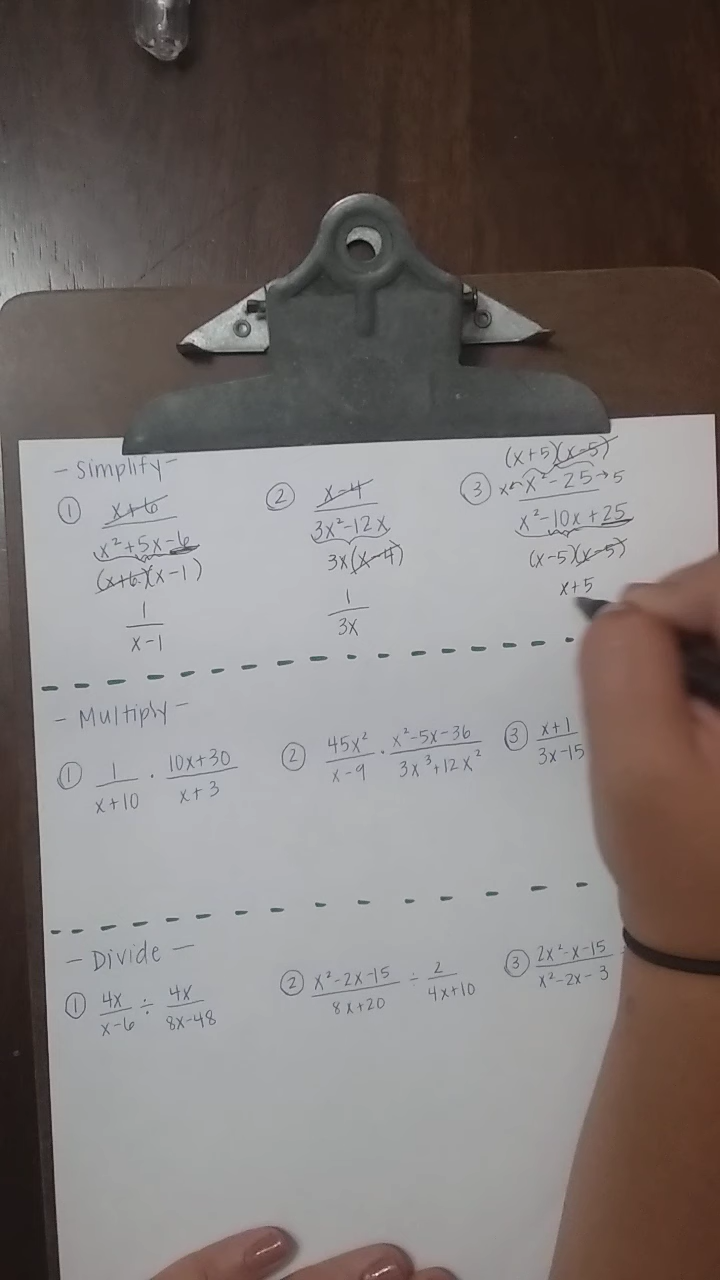 - Simplify -
① x+6 / x²+5x-6
(x+6)(x-1)
1 / x-1
② x-4 / 3x²-12x
3x(x-4)
1 / 3x
(x+5)(x-5)
③ x← x²-25 →5 / x²-10x+25
(x-5)(x-5)
x+5
- Multiply -
① 1 / x+10 · 10x+30 / x+3
② 45x² / x-9 · x²-5x-36 / 3x³+12x²
③ x+1 / 3x-15
- Divide -
① 4x / x-6 ÷ 4x / 8x-48
② x²-2x-15 / 8x+20 ÷ 2 / 4x+10
③ 2x²-x-15 / x²-2x-3